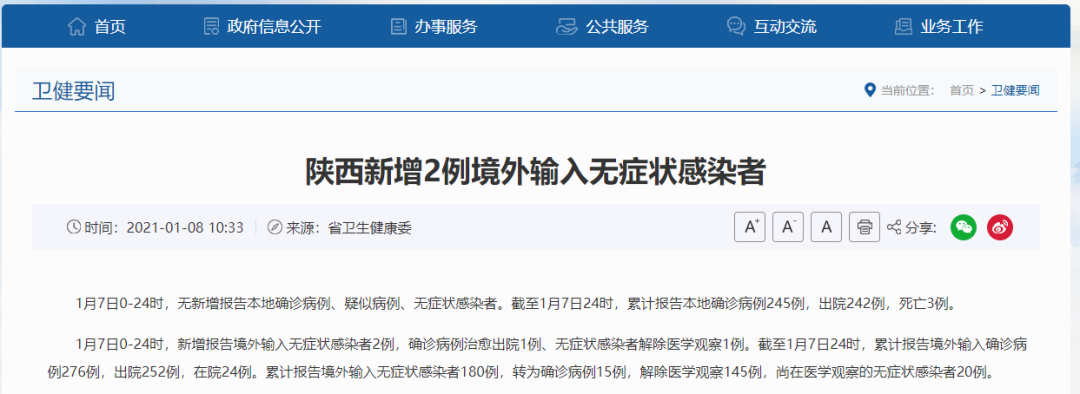 首页 政府信息公开 办事服务 公共服务 互动交流 业务工作
卫健要闻 当前位置： 首页 > 卫健要闻
陕西新增2例境外输入无症状感染者
时间：2021-01-08 10:33 来源：省卫生健康委 A+ A- A 分享:
1月7日0-24时，无新增报告本地确诊病例、疑似病例、无症状感染者。截至1月7日24时，累计报告本地确诊病例245例，出院242例，死亡3例。
1月7日0-24时，新增报告境外输入无症状感染者2例，确诊病例治愈出院1例、无症状感染者解除医学观察1例。截至1月7日24时，累计报告境外输入确诊病
例276例，出院252例，在院24例。累计报告境外输入无症状感染者180例，转为确诊病例15例，解除医学观察145例，尚在医学观察的无症状感染者20例。